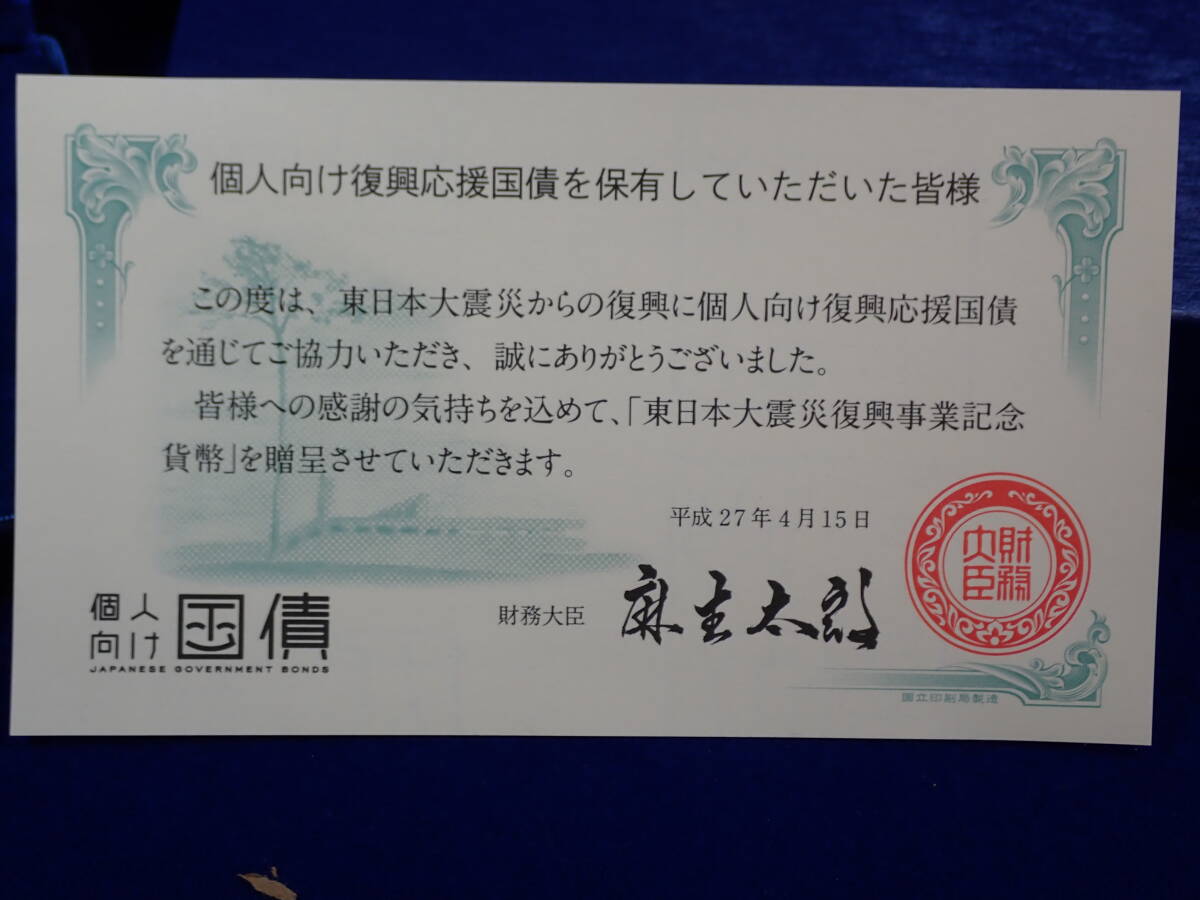 個人向け復興応援国債を保有していただいた皆様
この度は、東日本大震災からの復興に個人向け復興応援国債
を通じてご協力いただき、誠にありがとうございました。
皆様への感謝の気持ちを込めて、「東日本大震災復興事業記念
貨幣」を贈呈させていただきます。
平成27年4月15日
財務大臣 麻生太郎
財務大臣
個人向け国債
JAPANESE GOVERNMENT BONDS
国立印刷局製造